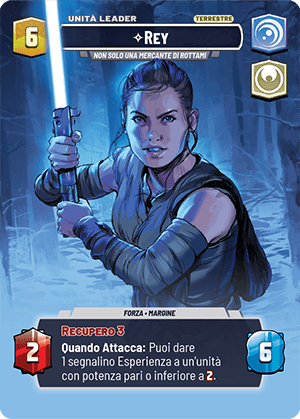 UNITÀ LEADER
TERRESTRE
6
✧REY
NON SOLO UNA MERCANTE DI ROTTAMI
FORZA • MARGINE
RECUPERO 3
Quando Attacca: Puoi dare
1 segnalino Esperienza a un'unità
con potenza pari o inferiore a 2.
2
6